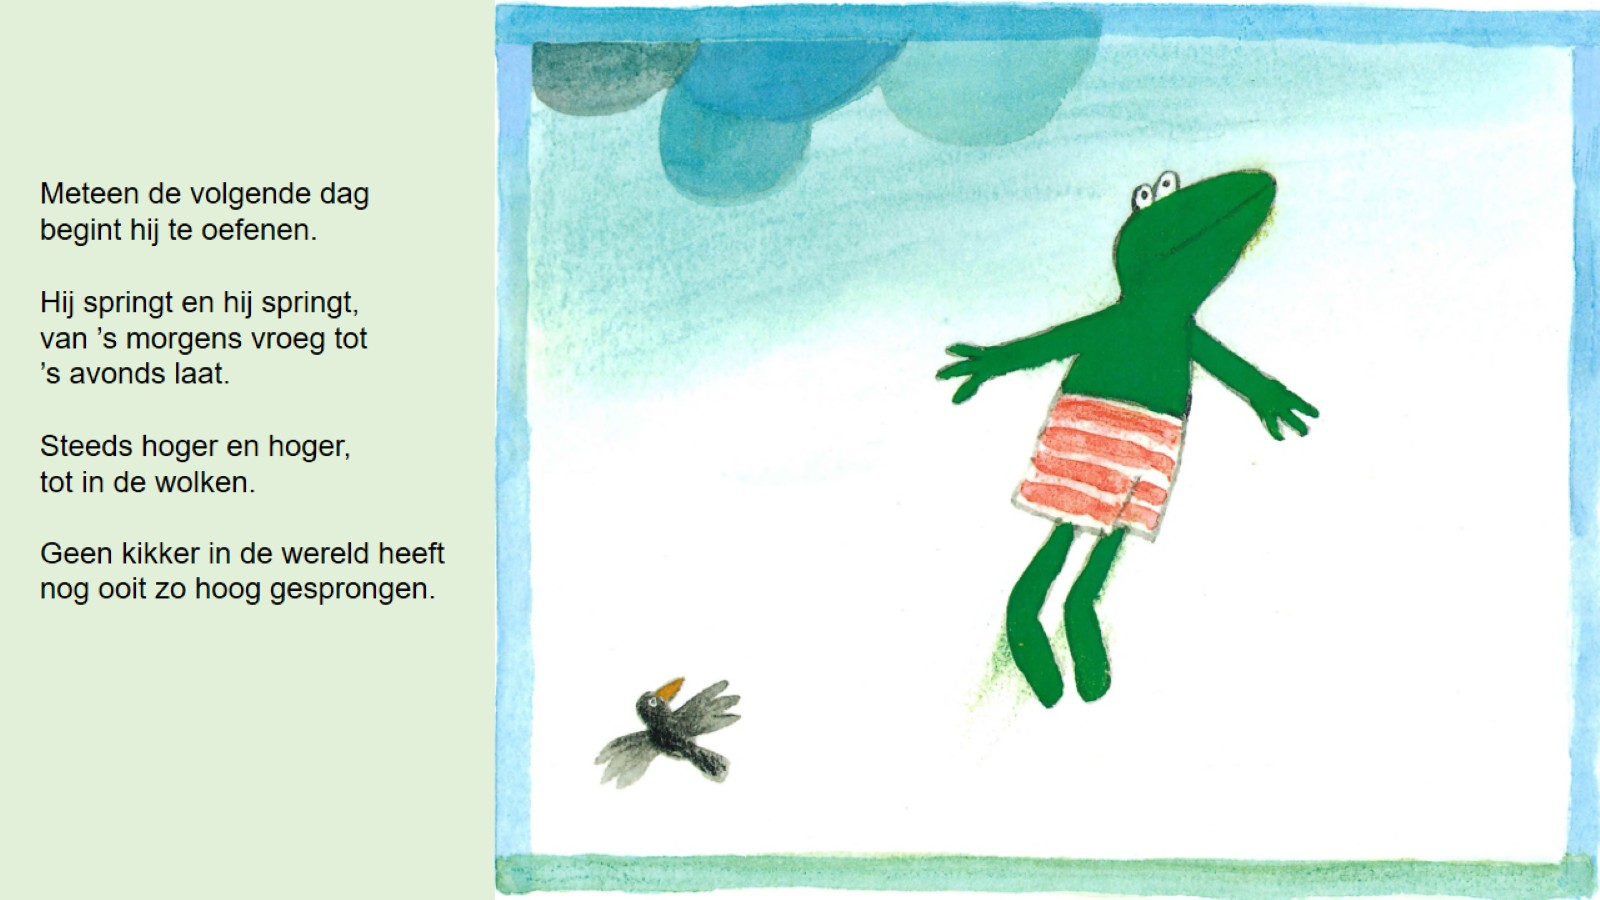 Meteen de volgende dag
begint hij te oefenen.
Hij springt en hij springt,
van ’s morgens vroeg tot
’s avonds laat.
Steeds hoger en hoger,
tot in de wolken.
Geen kikker in de wereld heeft
nog ooit zo hoog gesprongen.